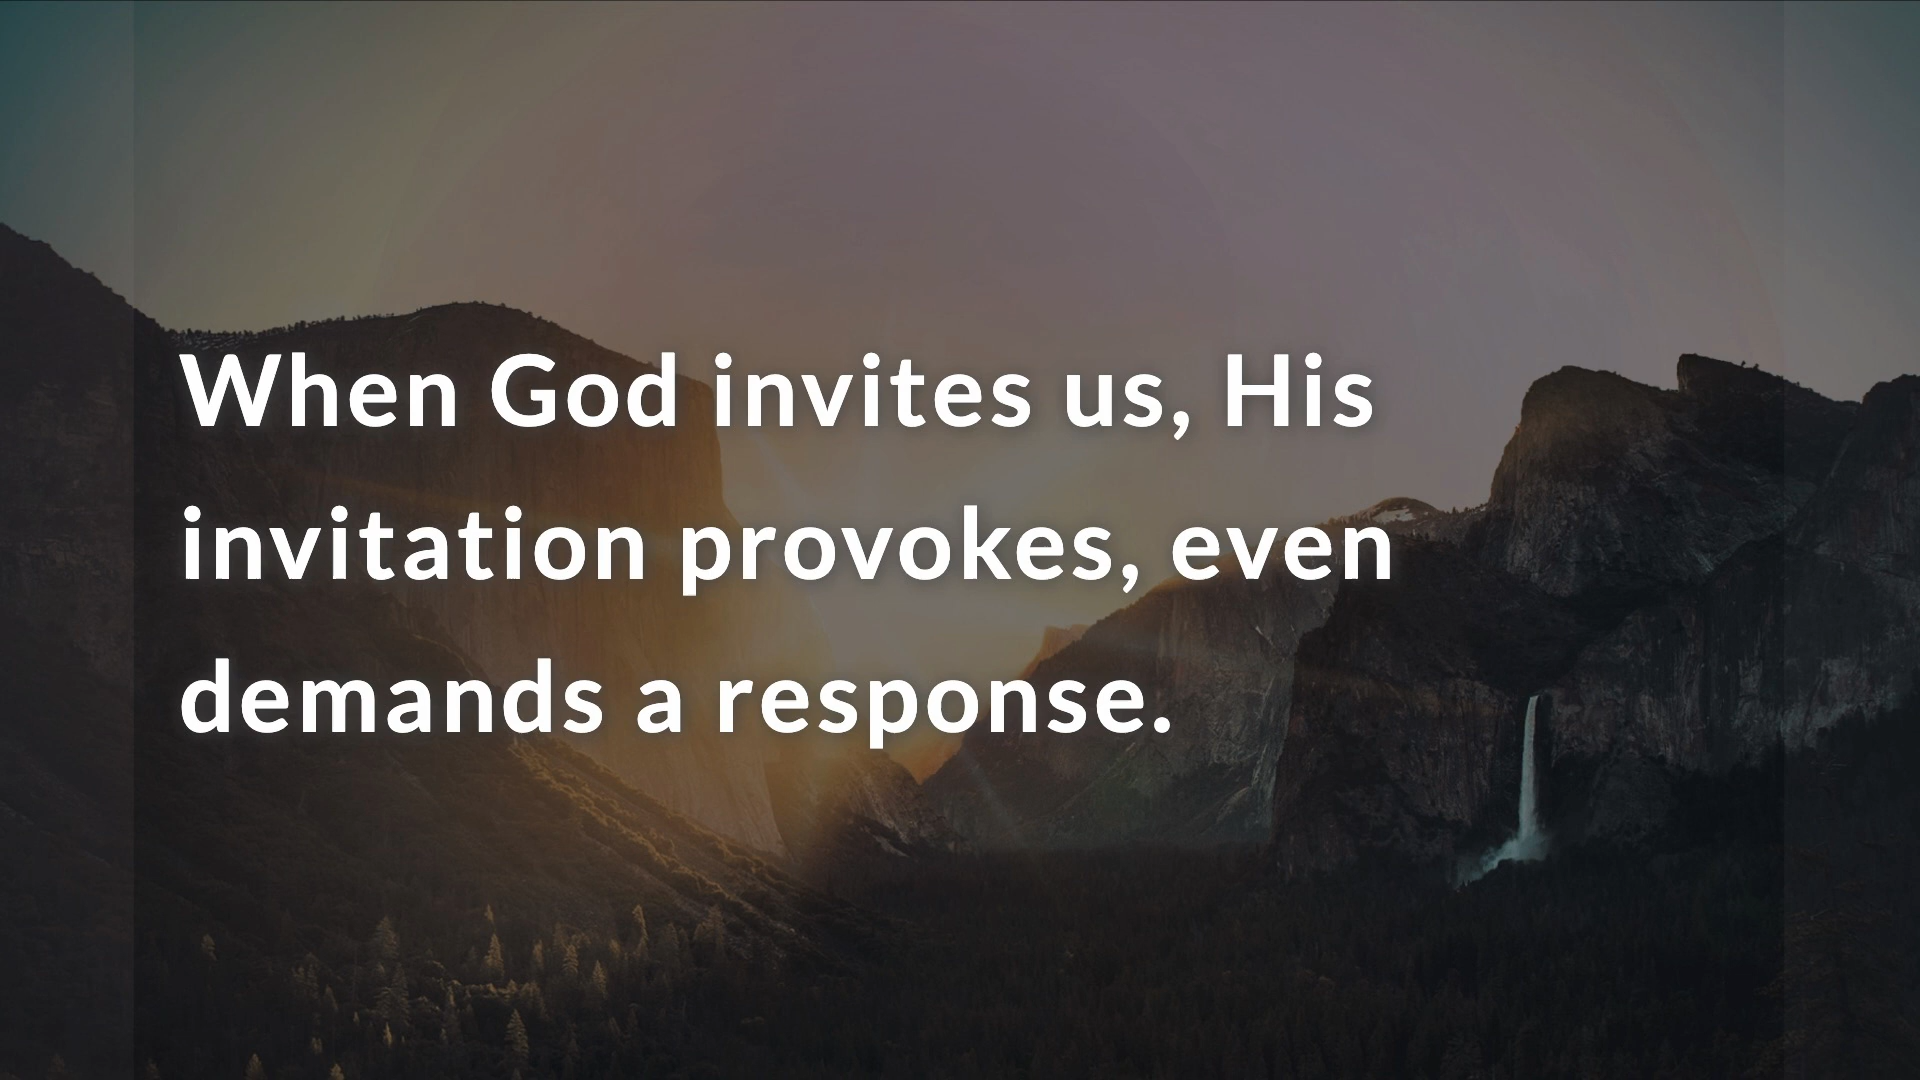 When God invites us, His
invitation provokes, even
demands a response.